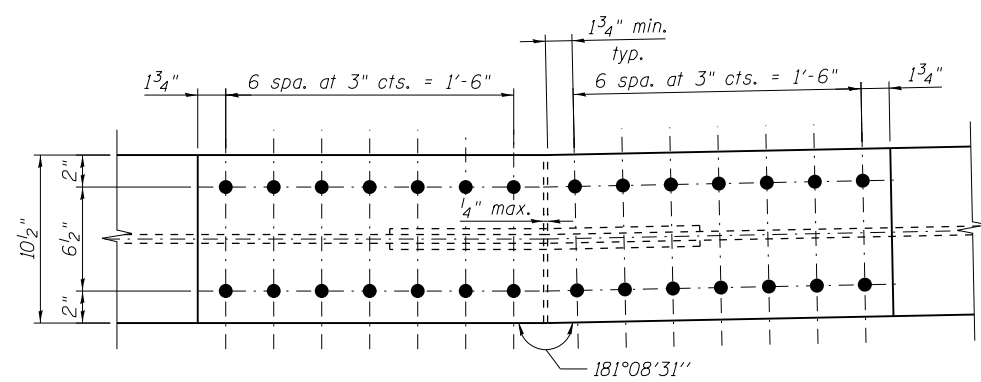 1¾" min.
typ.
1¾"
6 spa. at 3" cts. = 1'-6"
6 spa. at 3" cts. = 1'-6"
1¾"
2"
¼" max.
10½"
6½"
2"
181°08'31''